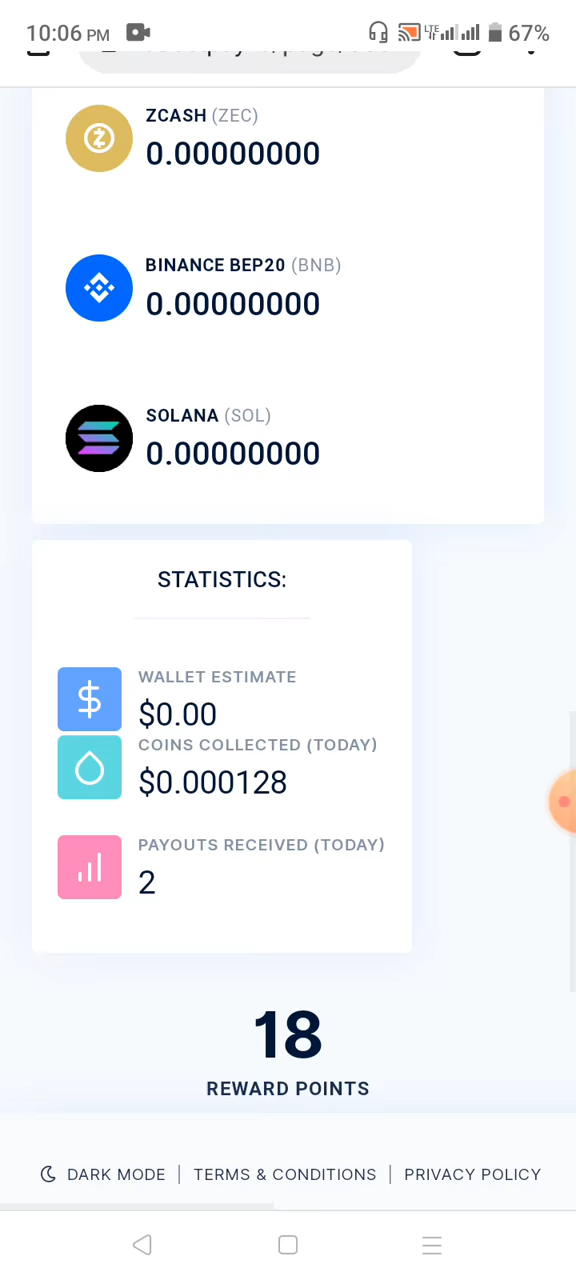 10:06 PM LTE 67%
ZCASH (ZEC)
0.00000000
BINANCE BEP20 (BNB)
0.00000000
SOLANA (SOL)
0.00000000
STATISTICS:
WALLET ESTIMATE
$0.00
COINS COLLECTED (TODAY)
$0.000128
PAYOUTS RECEIVED (TODAY)
2
18
REWARD POINTS
DARK MODE | TERMS & CONDITIONS | PRIVACY POLICY